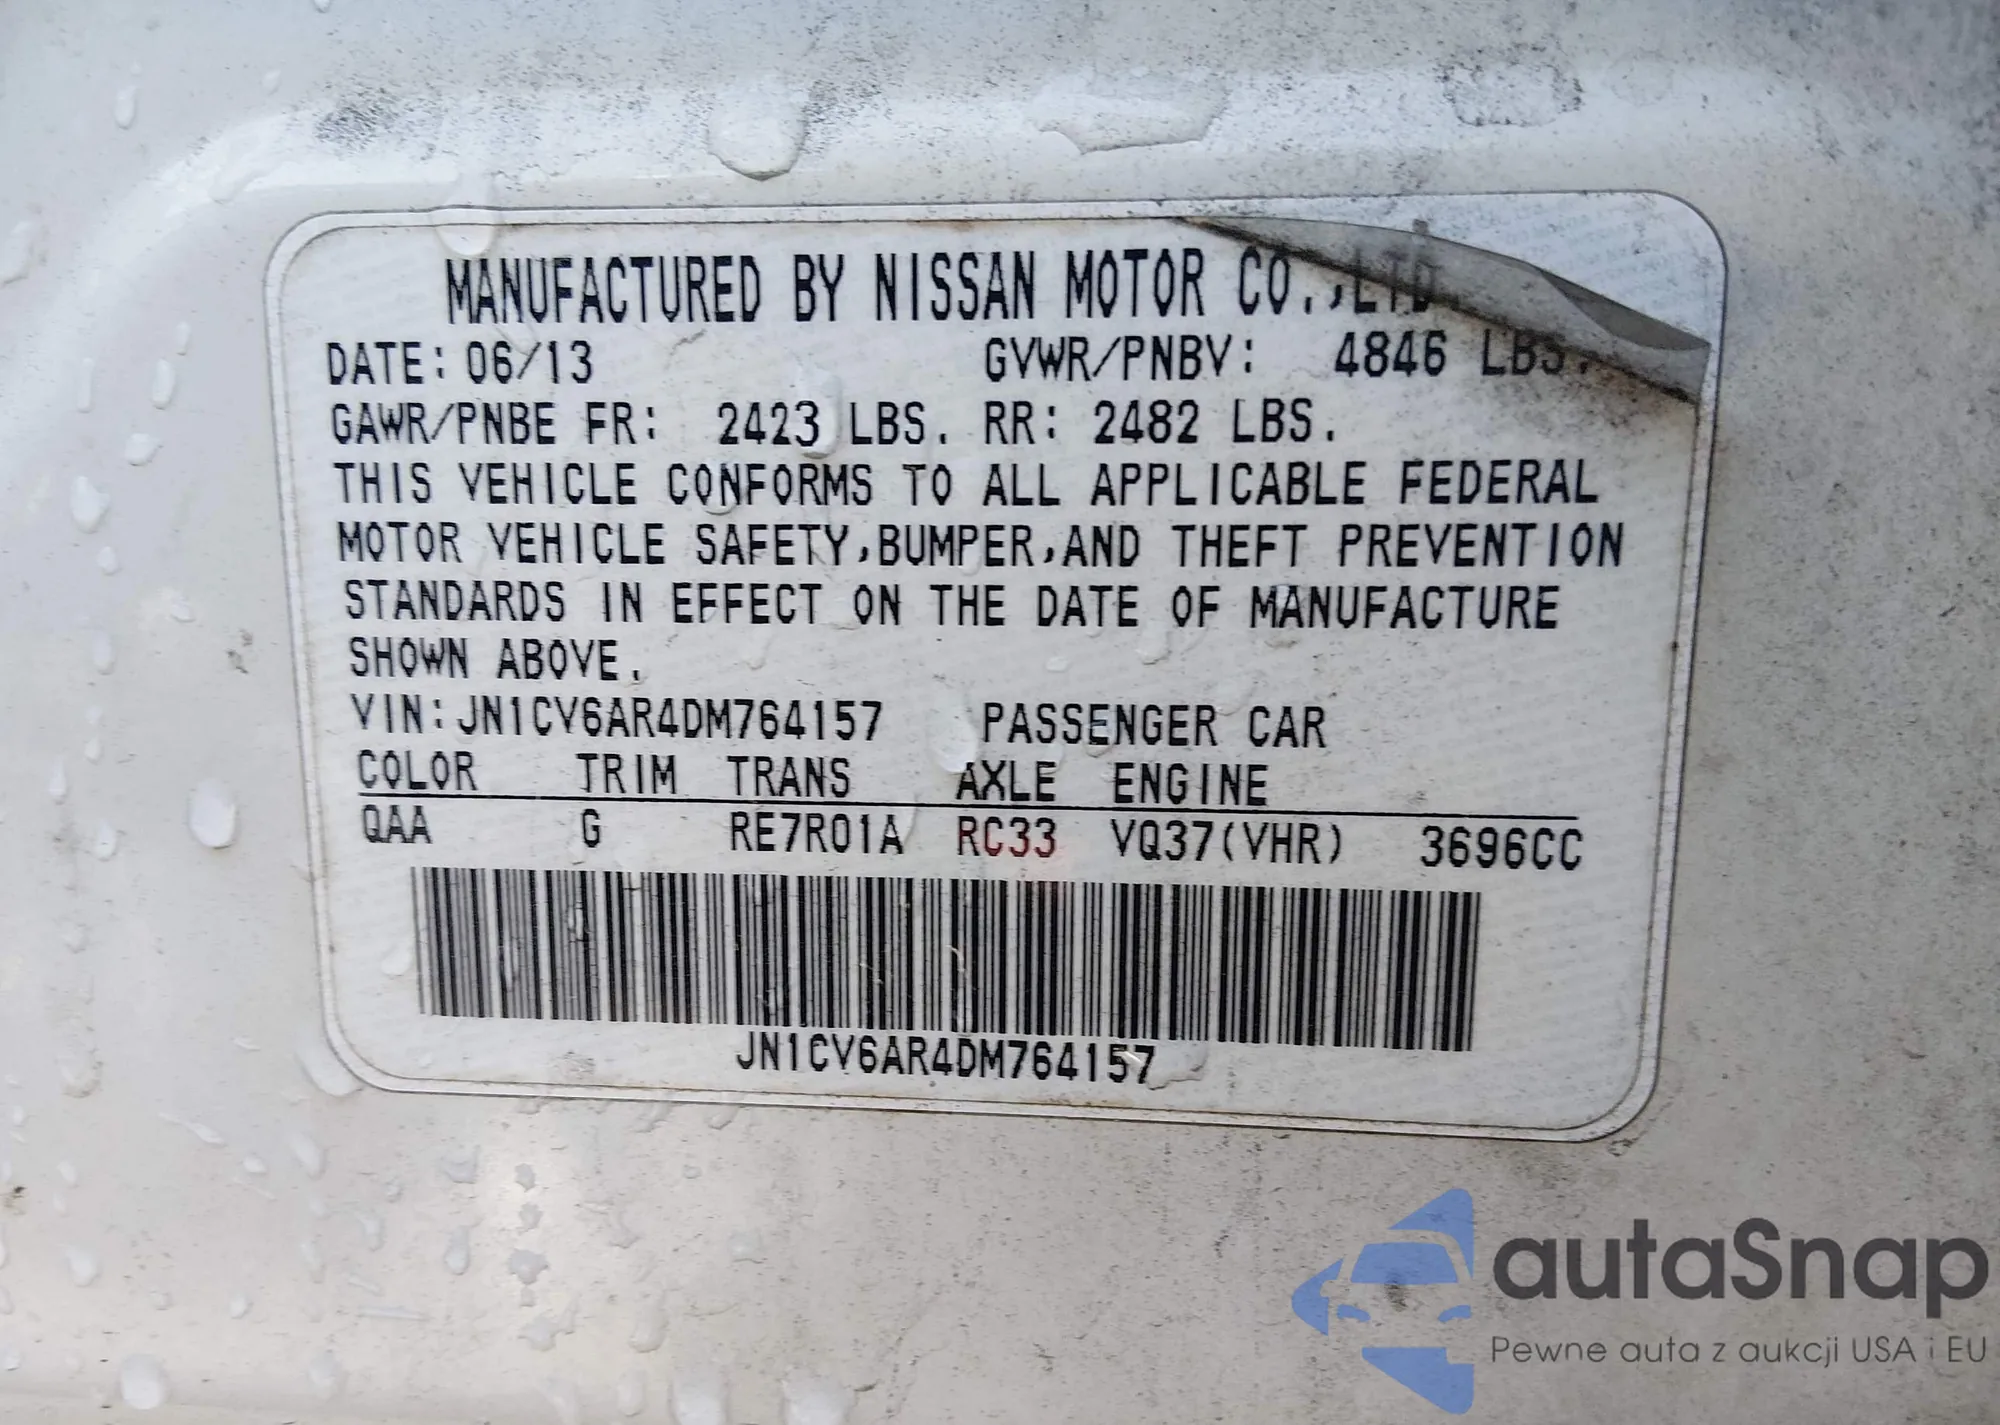 MANUFACTURED BY NISSAN MOTOR CO.,LTD.
DATE: 06/13 GVWR/PNBV: 4846 LBS.
GAWR/PNBE FR: 2423 LBS. RR: 2482 LBS.
THIS VEHICLE CONFORMS TO ALL APPLICABLE FEDERAL
MOTOR VEHICLE SAFETY,BUMPER,AND THEFT PREVENTION
STANDARDS IN EFFECT ON THE DATE OF MANUFACTURE
SHOWN ABOVE.
VIN:JN1CV6AR4DM764157 PASSENGER CAR
COLOR TRIM TRANS AXLE ENGINE
QAA G RE7R01A RC33 VQ37(VHR) 3696CC
JN1CV6AR4DM764157
autaSnap
Pewne auta z aukcji USA i EU